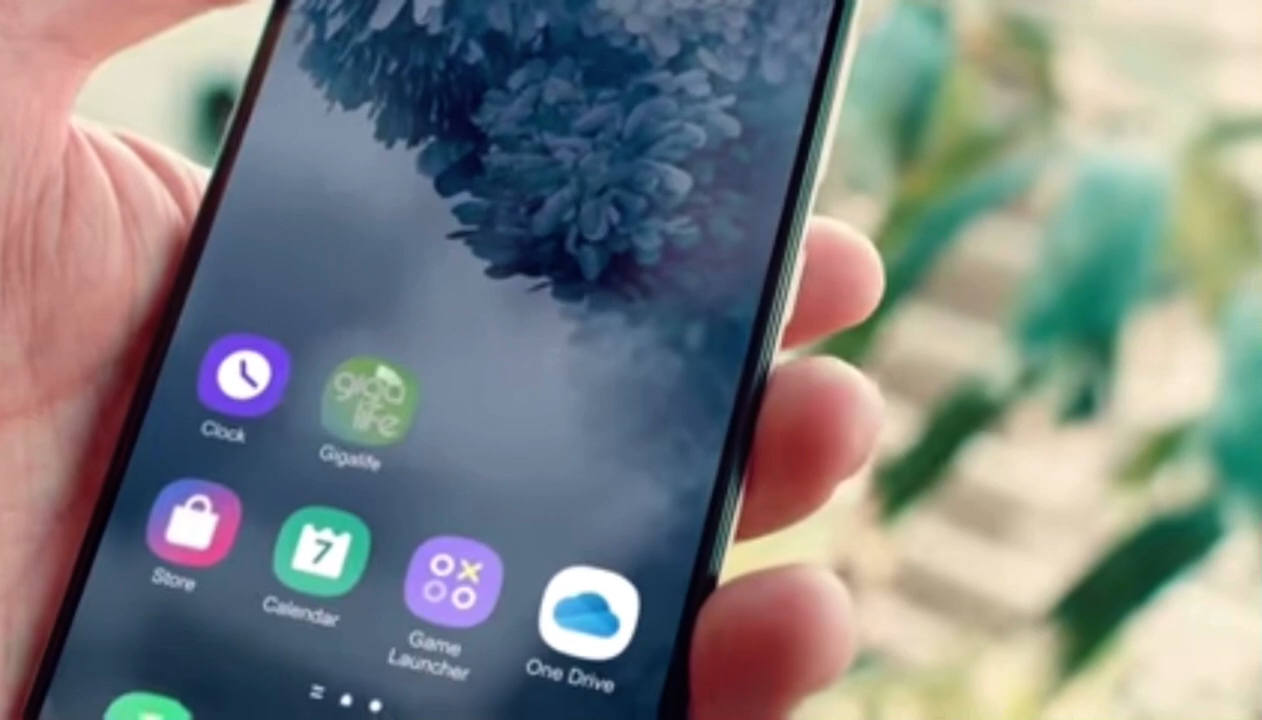 giga
life
Clock
Gigalife
7
Store
Calendar
Game
Launcher
One Drive